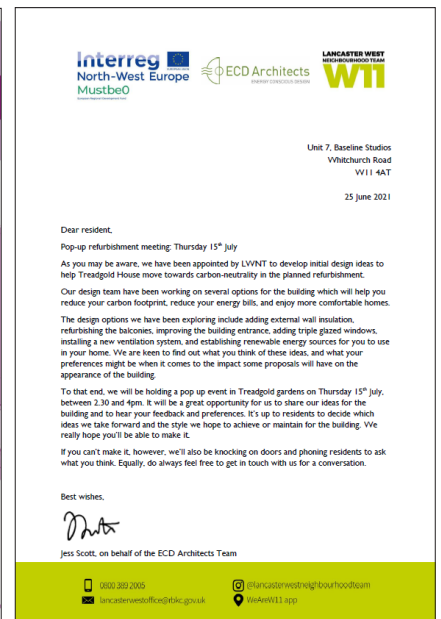 Interreg
North-West Europe
Mustbe0
ECD Architects
ENERGY CONSCIOUS DESIGN
LANCASTER WEST
NEIGHBOURHOOD TEAM
W11
Unit 7, Baseline Studios
Whitchurch Road
W11 4AT
25 June 2021
Dear resident,
Pop-up refurbishment meeting: Thursday 15th July
As you may be aware, we have been appointed by LWNT to develop initial design ideas to
help Treadgold House move towards carbon-neutrality in the planned refurbishment.
Our design team have been working on several options for the building which will help you
reduce your carbon footprint, reduce your energy bills, and enjoy more comfortable homes.
The design options we have been exploring include adding external wall insulation,
refurbishing the balconies, improving the building entrance, adding triple glazed windows,
installing a new ventilation system, and establishing renewable energy sources for you to use
in your home. We are keen to find out what you think of these ideas, and what your
preferences might be when it comes to the impact some proposals will have on the
appearance of the building.
To that end, we will be holding a pop up event in Treadgold gardens on Thursday 15th July,
between 2.30 and 4pm. It will be a great opportunity for us to share our ideas for the
building and to hear your feedback and preferences. It's up to residents to decide which
ideas we take forward and the style we hope to achieve or maintain for the building. We
really hope you'll be able to make it.
If you can't make it, however, we'll also be knocking on doors and phoning residents to ask
what you think. Equally, do always feel free to get in touch with us for a conversation.
Best wishes,
Jess Scott, on behalf of the ECD Architects Team
0800 389 2005
@lancasterwestneighbourhoodteam
lancasterwestoffice@rbkc.gov.uk
WeAreW11 app